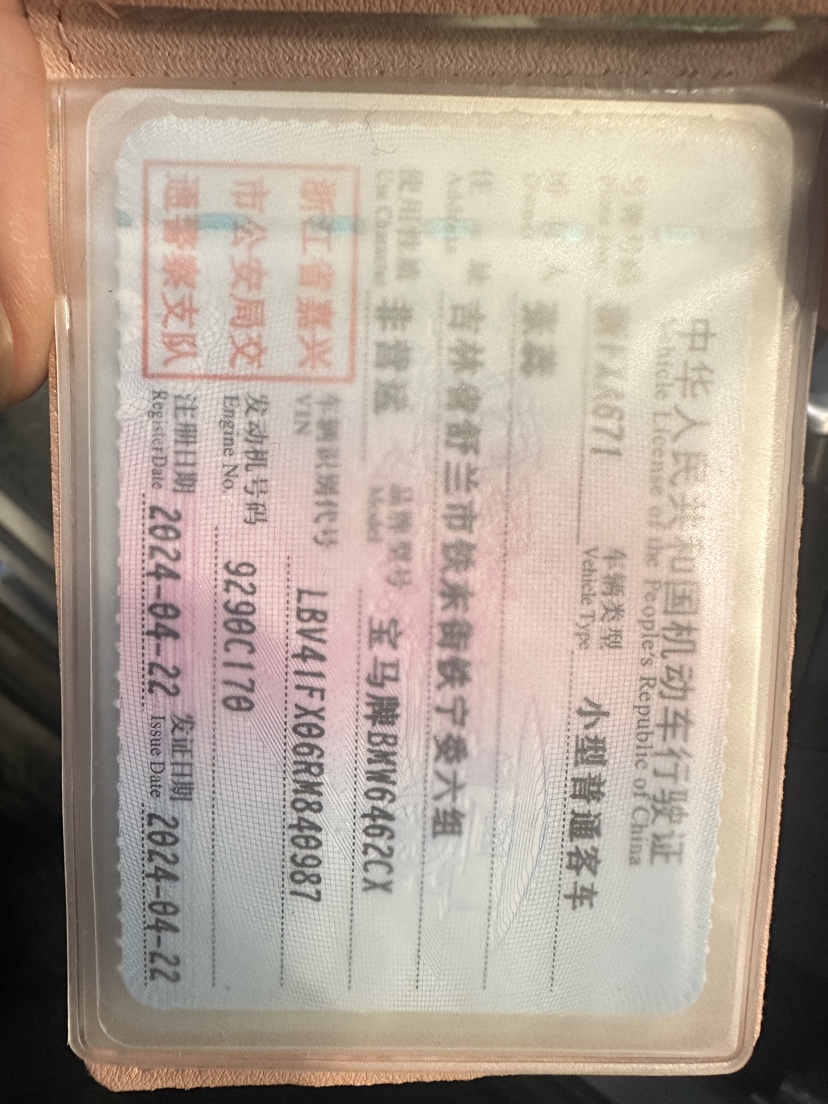 中华人民共和国机动车行驶证
Vehicle License of the People's Republic of China
号牌号码 车辆类型 小型普通客车
Vehicle Type
所有人 张蕊
Owner
住址 吉林省舒兰市铁东街铁宁委六组
Address
使用性质 非营运 品牌型号 宝马牌BMW6462CX
Use Character Model
浙江省嘉兴
市公安局交
通警察支队
车辆识别代号 LBV41FX06RM840987
VIN
发动机号码 9290C170
Engine No.
注册日期 2024-04-22 发证日期 2024-04-22
Register Date Issue Date